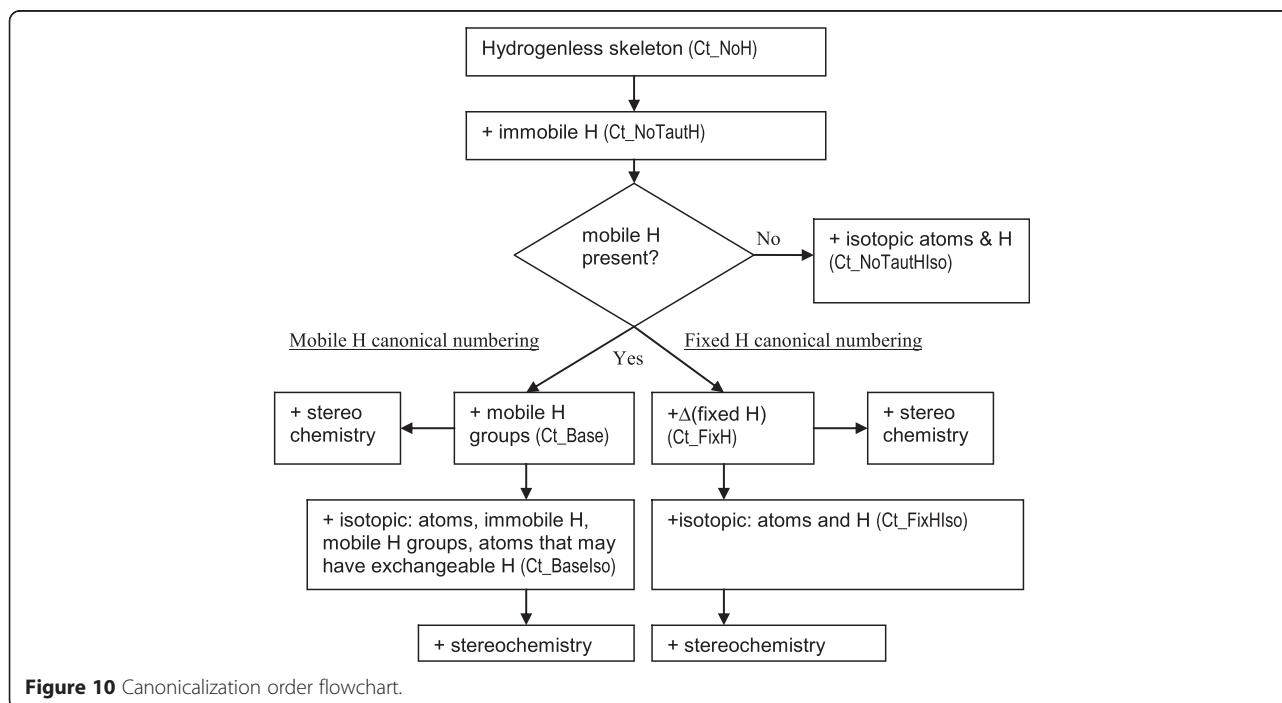 Hydrogenless skeleton (Ct_NoH)
+ immobile H (Ct_NoTautH)
mobile H
present?
No
+ isotopic atoms & H
(Ct_NoTautHIso)
Mobile H canonical numbering
Fixed H canonical numbering
Yes
+ stereo
chemistry
+ mobile H
groups (Ct_Base)
+Δ(fixed H)
(Ct_FixH)
+ stereo
chemistry
+ isotopic: atoms, immobile H,
mobile H groups, atoms that may
have exchangeable H (Ct_BaseIso)
+isotopic: atoms and H (Ct_FixHIso)
+ stereochemistry
+ stereochemistry
Figure 10 Canonicalization order flowchart.